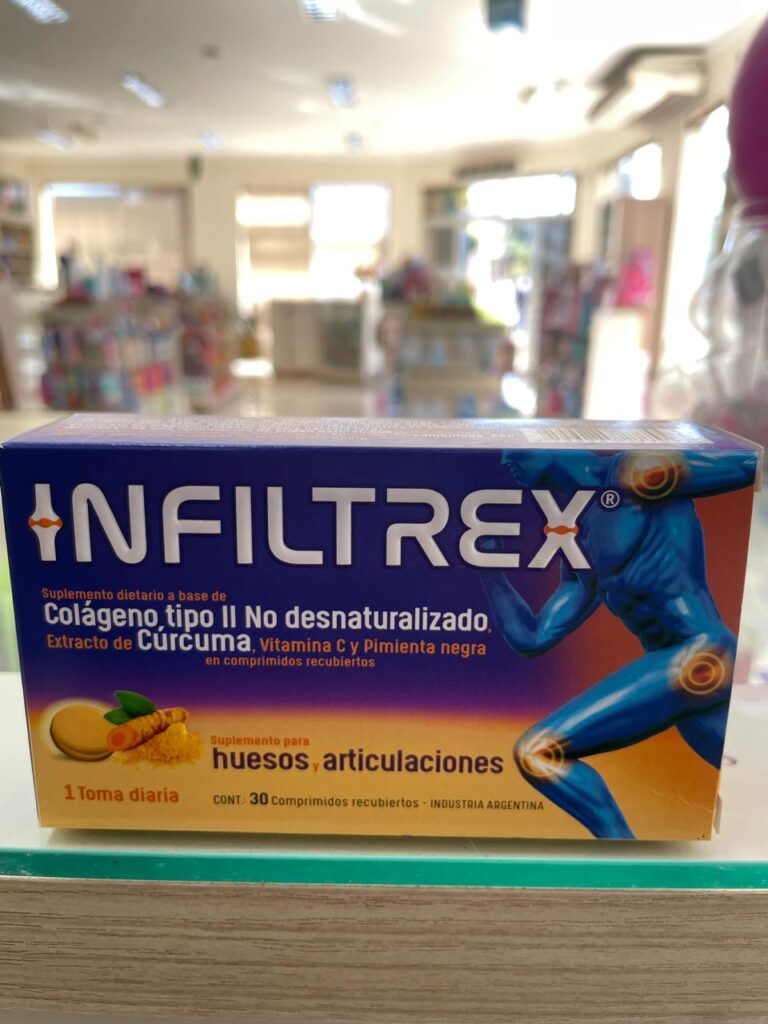 INFILTREX®
Suplemento dietario a base de
Colágeno tipo II No desnaturalizado,
Extracto de Cúrcuma, Vitamina C y Pimienta negra
en comprimidos recubiertos
Suplemento para
huesos y articulaciones
1 Toma diaria
CONT.: 30 Comprimidos recubiertos - INDUSTRIA ARGENTINA